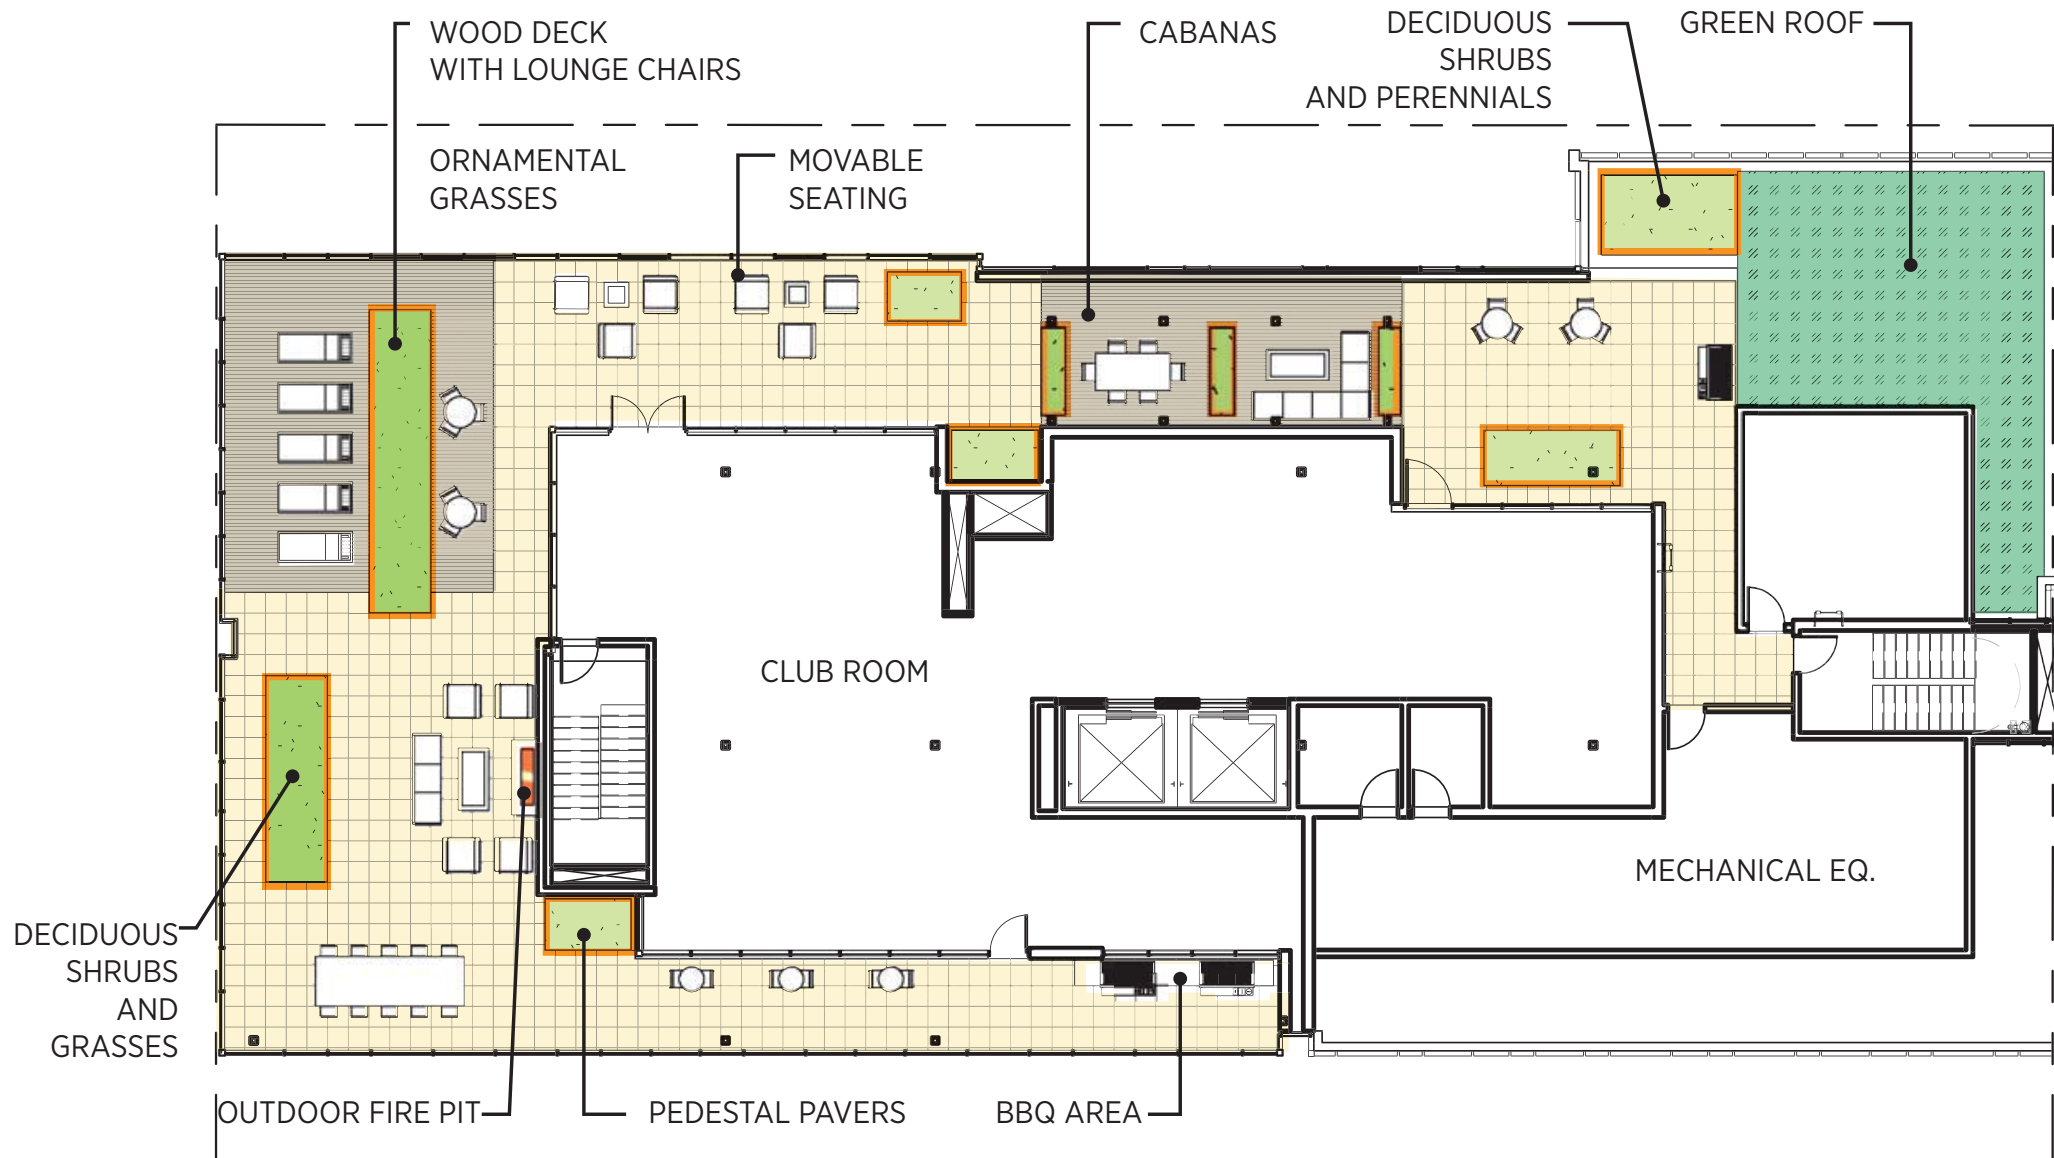 WOOD DECK
WITH LOUNGE CHAIRS
ORNAMENTAL
GRASSES
MOVABLE
SEATING
CABANAS
DECIDUOUS
SHRUBS
AND PERENNIALS
GREEN ROOF
CLUB ROOM
MECHANICAL EQ.
DECIDUOUS
SHRUBS
AND
GRASSES
OUTDOOR FIRE PIT
PEDESTAL PAVERS
BBQ AREA